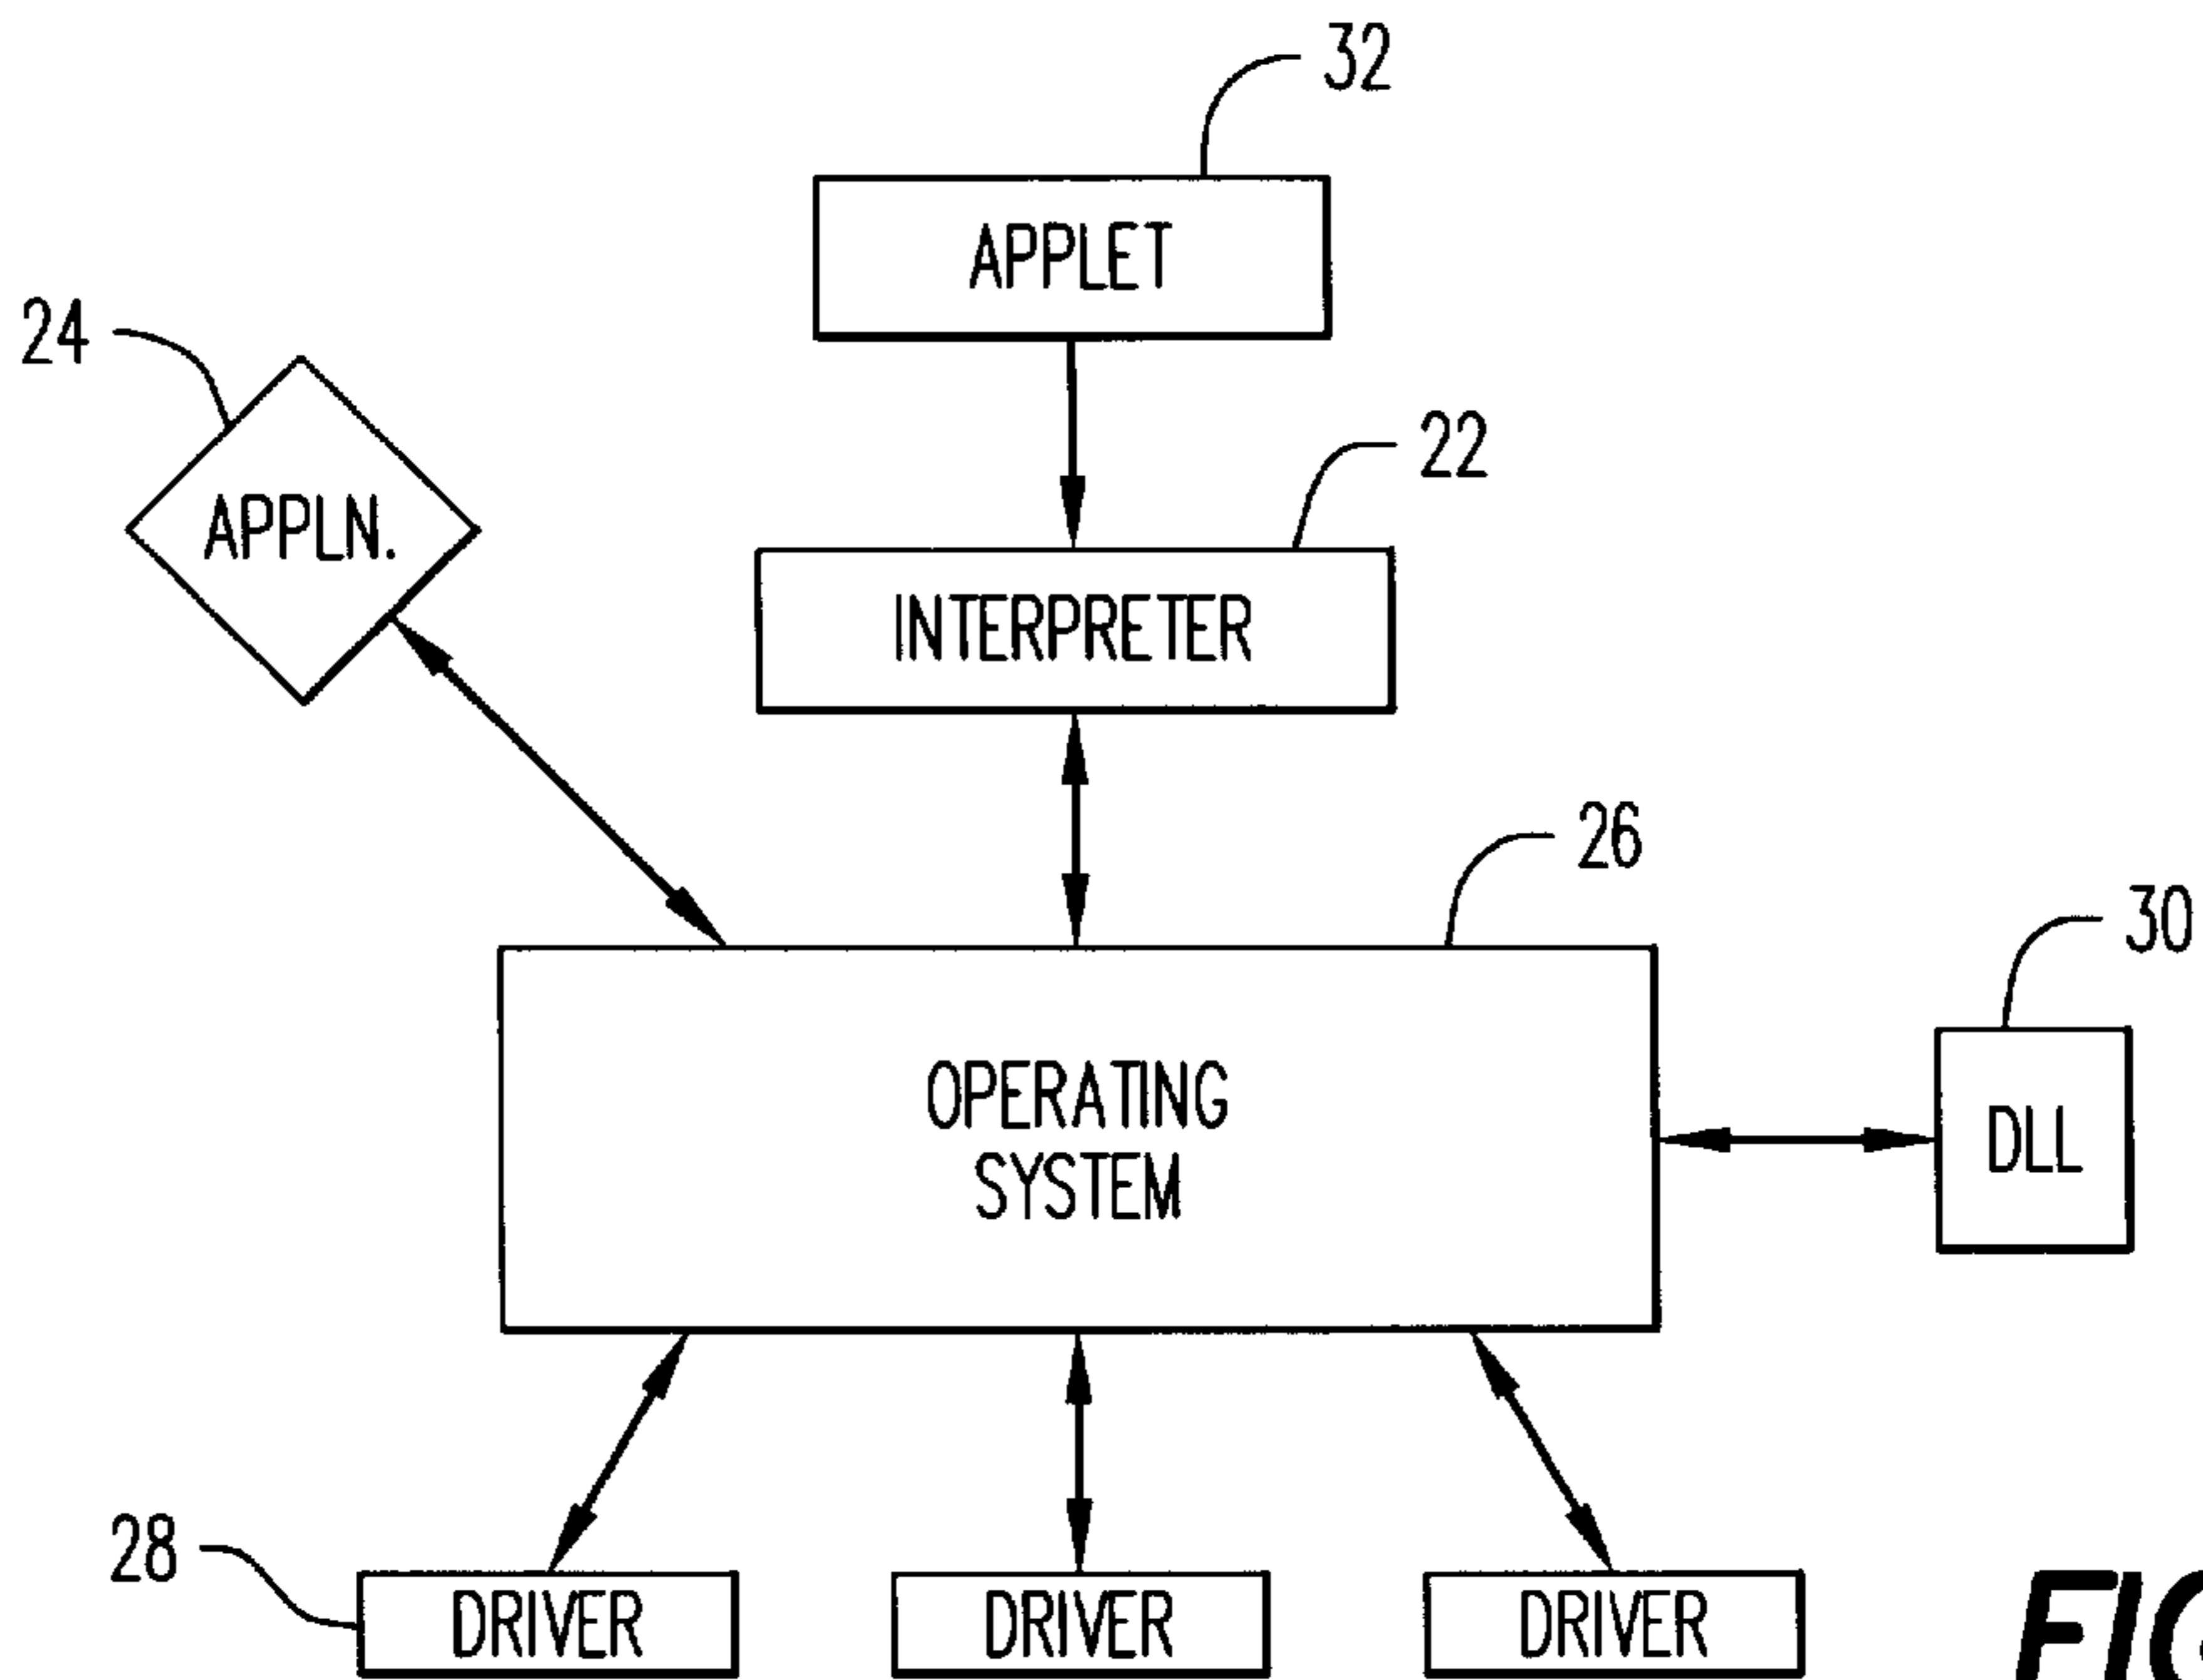 32
APPLET
24
22
APPLN.
INTERPRETER
26
30
OPERATING
SYSTEM
DLL
28
DRIVER
DRIVER
DRIVER